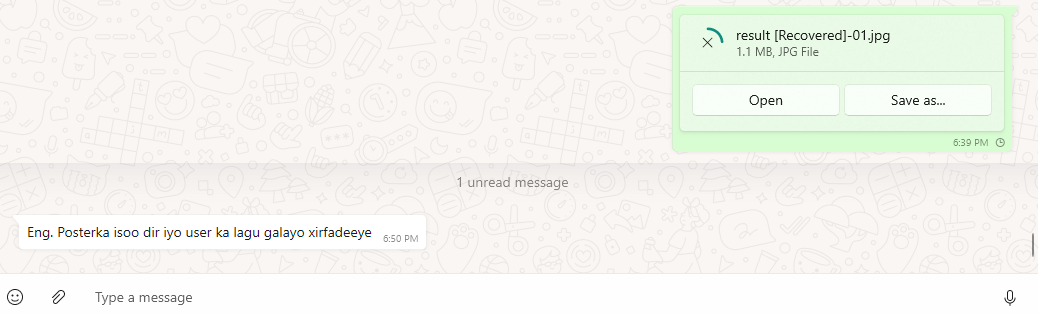 result [Recovered]-01.jpg
1.1 MB, JPG File
Open
Save as...
6:39 PM
1 unread message
Eng. Posterka isoo dir iyo user ka lagu galayo xirfadeeye
6:50 PM
Type a message